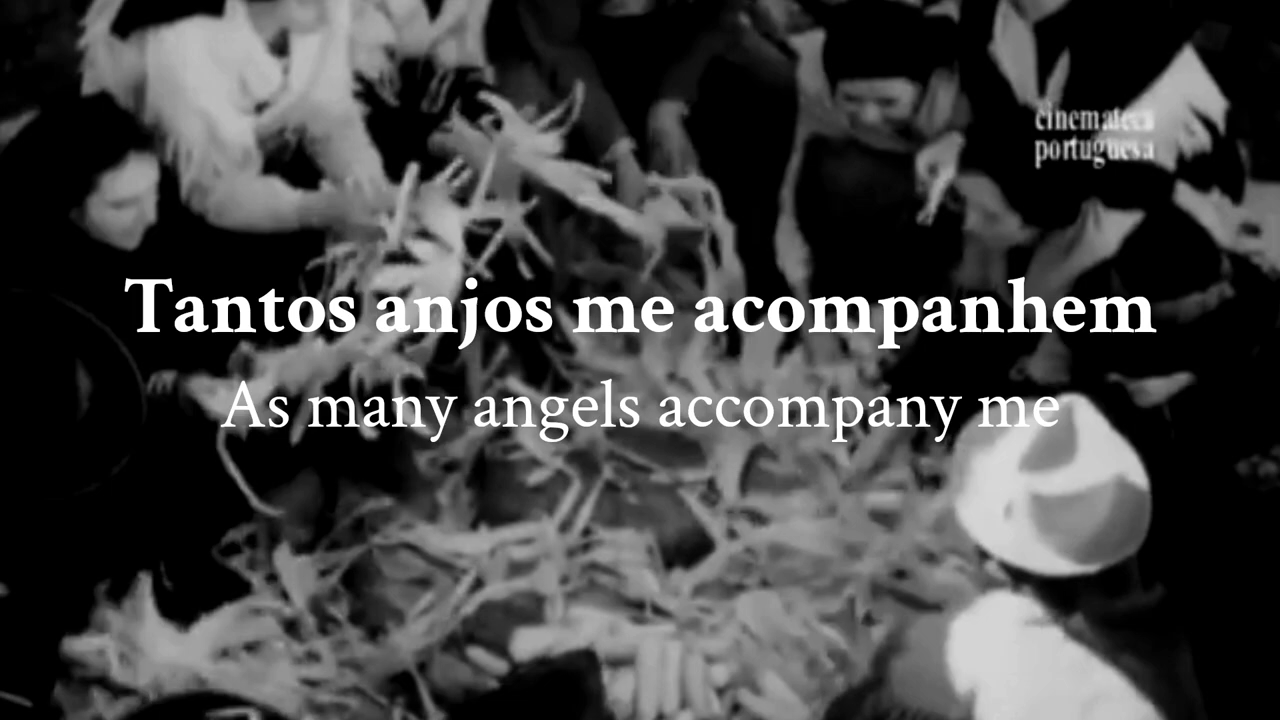 cinemateca
portuguesa
Tantos anjos me acompanhem
As many angels accompany me